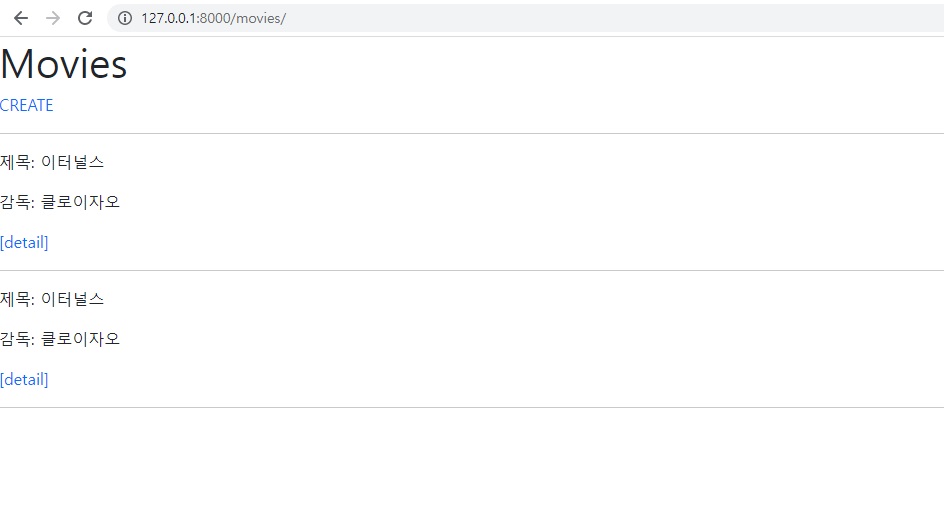 127.0.0.1:8000/movies/
Movies
CREATE
제목: 이터널스
감독: 클로이자오
[detail]
제목: 이터널스
감독: 클로이자오
[detail]